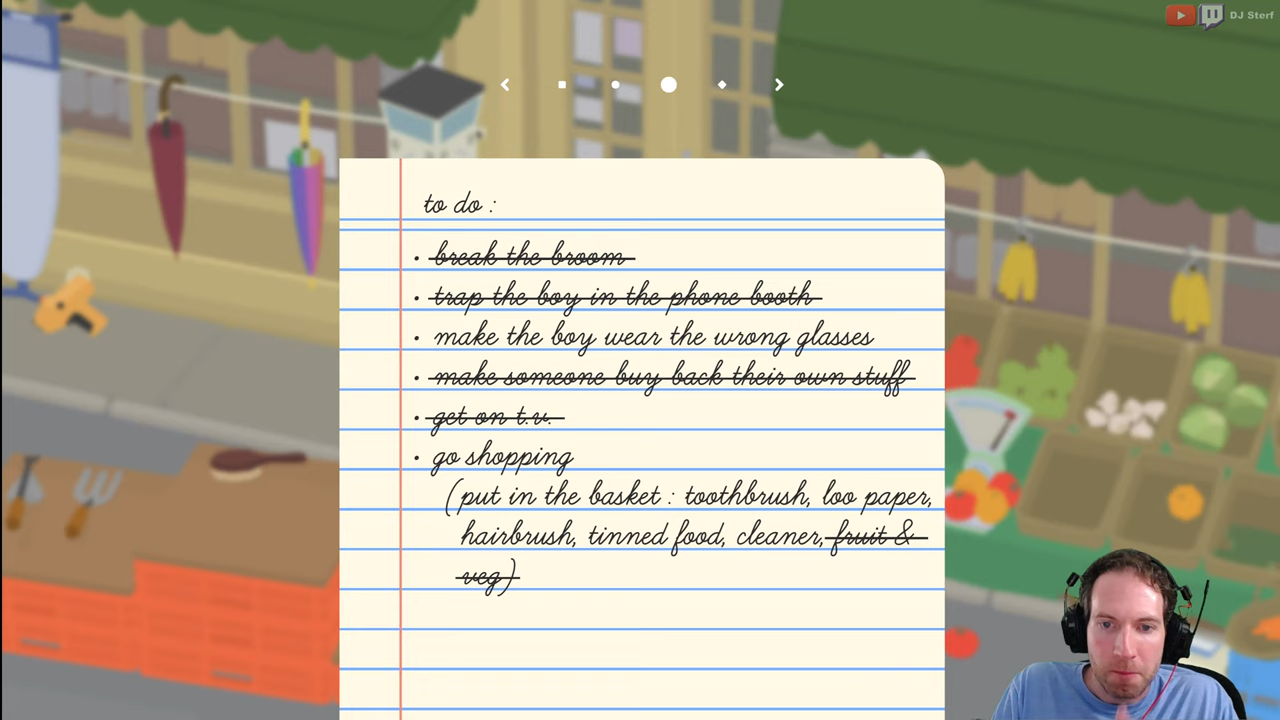 DJ Sterf
to do :
• break the broom
• trap the boy in the phone booth
• make the boy wear the wrong glasses
• make someone buy back their own stuff
• get on t.v.
• go shopping
(put in the basket : toothbrush, loo paper,
hairbrush, tinned food, cleaner, fruit &
veg)